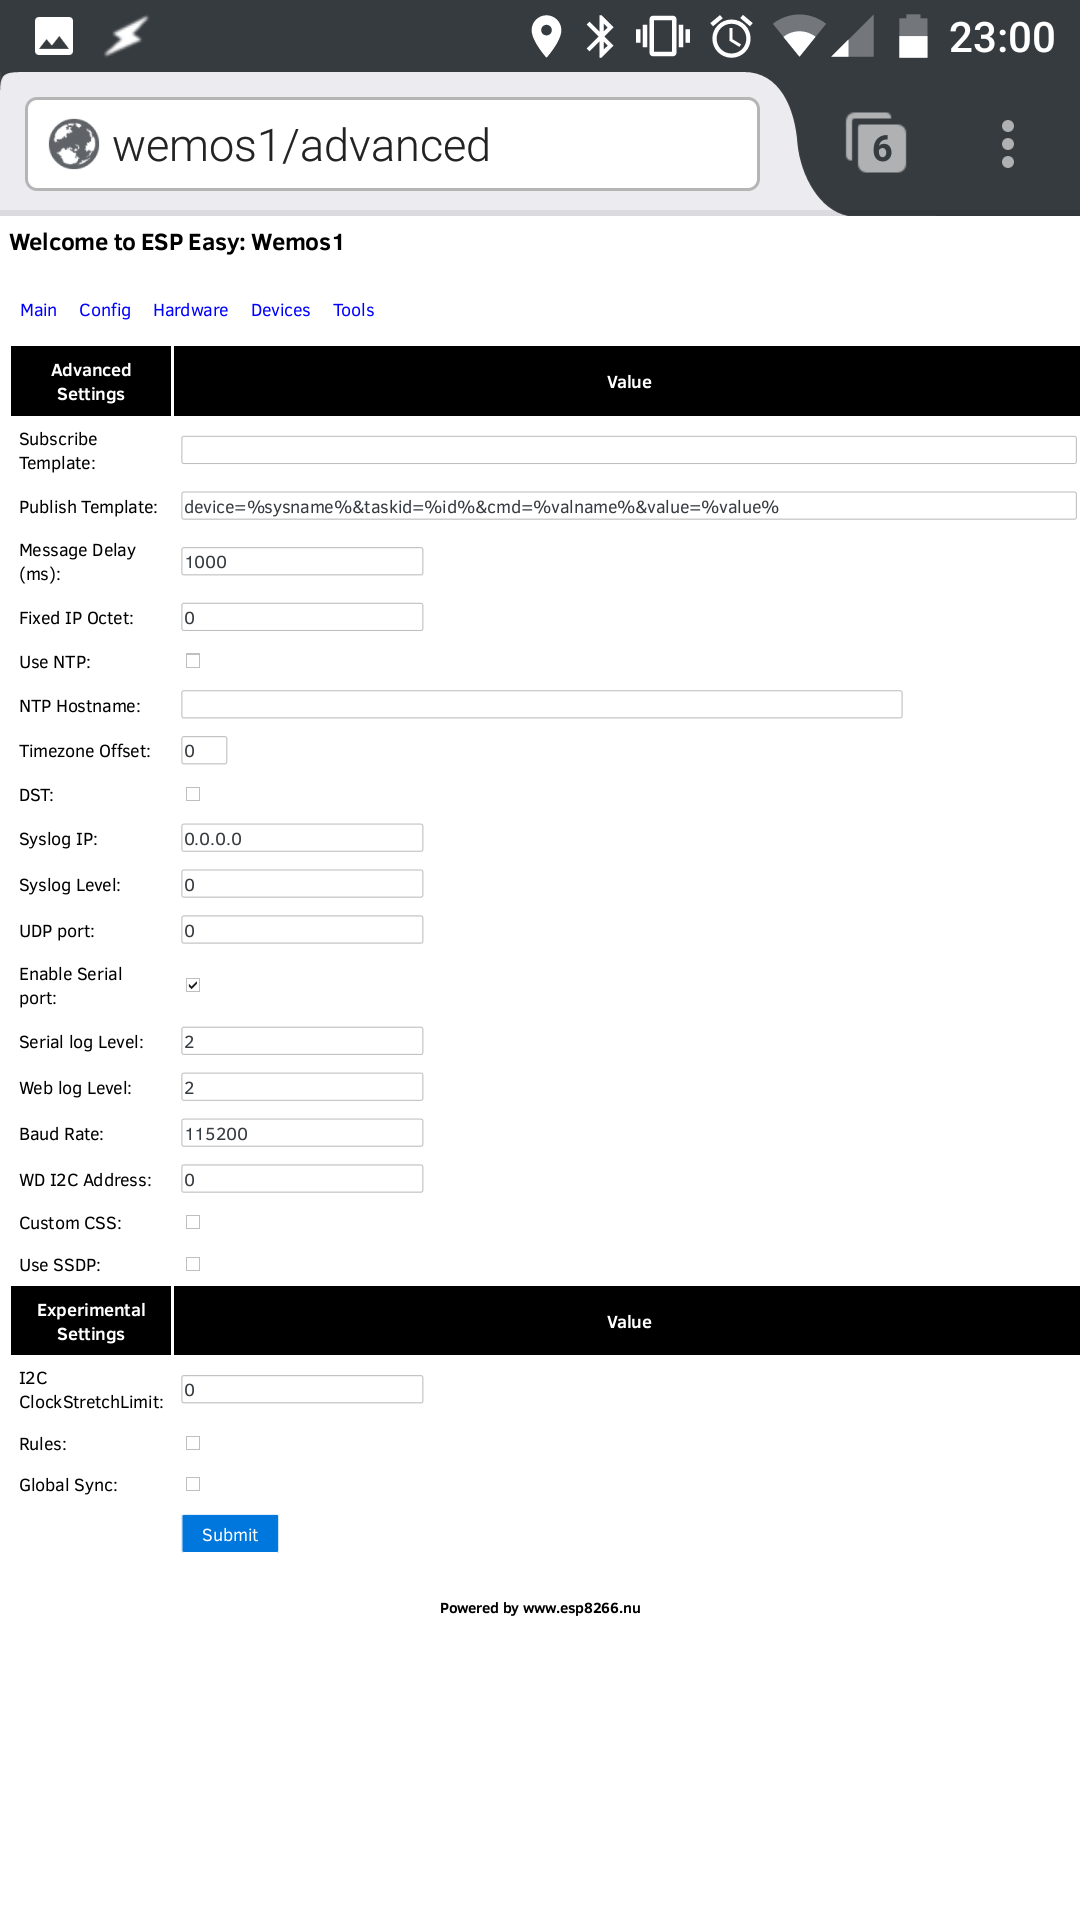 23:00
wemos1/advanced
6
Welcome to ESP Easy: Wemos1
Main Config Hardware Devices Tools
Advanced
Settings
Value
Subscribe
Template:
Publish Template: device=%sysname%&taskid=%id%&cmd=%valname%&value=%value%
Message Delay
(ms):
1000
Fixed IP Octet: 0
Use NTP:
NTP Hostname:
Timezone Offset: 0
DST:
Syslog IP: 0.0.0.0
Syslog Level: 0
UDP port: 0
Enable Serial
port:
Serial log Level: 2
Web log Level: 2
Baud Rate: 115200
WD I2C Address: 0
Custom CSS:
Use SSDP:
Experimental
Settings
Value
I2C
ClockStretchLimit:
0
Rules:
Global Sync:
Submit
Powered by www.esp8266.nu